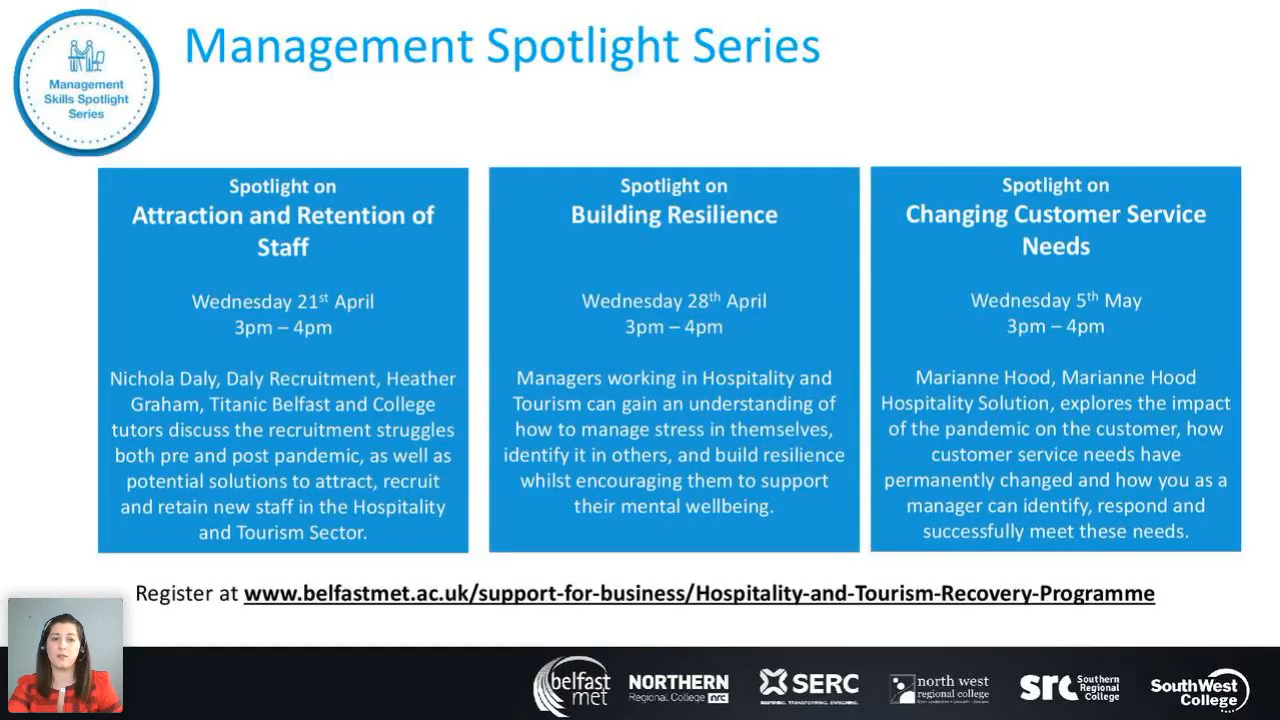 Management Spotlight Series
Management
Skills Spotlight
Series
Spotlight on
Attraction and Retention of
Staff
Wednesday 21st April
3pm – 4pm
Nichola Daly, Daly Recruitment, Heather
Graham, Titanic Belfast and College
tutors discuss the recruitment struggles
both pre and post pandemic, as well as
potential solutions to attract, recruit
and retain new staff in the Hospitality
and Tourism Sector.
Spotlight on
Building Resilience
Wednesday 28th April
3pm – 4pm
Managers working in Hospitality and
Tourism can gain an understanding of
how to manage stress in themselves,
identify it in others, and build resilience
whilst encouraging them to support
their mental wellbeing.
Spotlight on
Changing Customer Service
Needs
Wednesday 5th May
3pm – 4pm
Marianne Hood, Marianne Hood
Hospitality Solution, explores the impact
of the pandemic on the customer, how
customer service needs have
permanently changed and how you as a
manager can identify, respond and
successfully meet these needs.
Register at www.belfastmet.ac.uk/support-for-business/Hospitality-and-Tourism-Recovery-Programme
belfast
met
NORTHERN
Regional College nrc
SERC
INSPIRING. TRANSFORMING. ENRICHING.
north west
regional college
src Southern
Regional
College
SouthWest
College